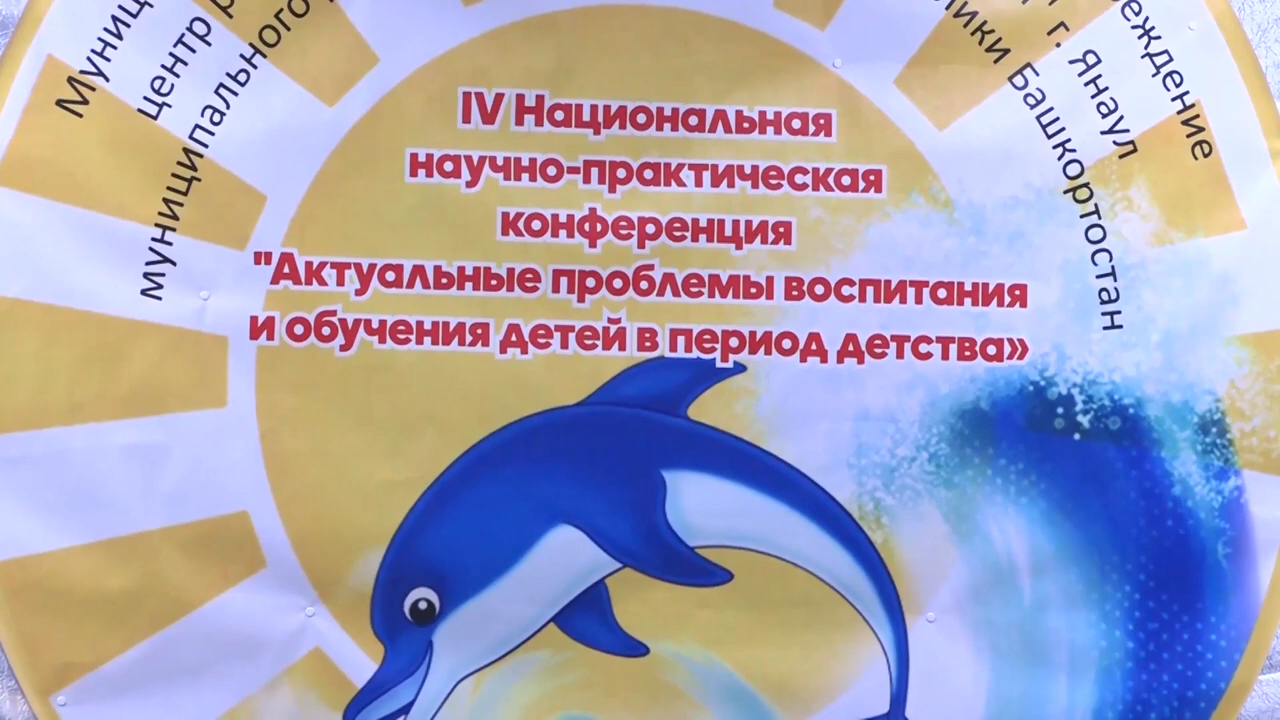 центр
муниципального
IV Национальная
научно-практическая
конференция
"Актуальные проблемы воспитания
и обучения детей в период детства»
г. Янаул
Башкортостан